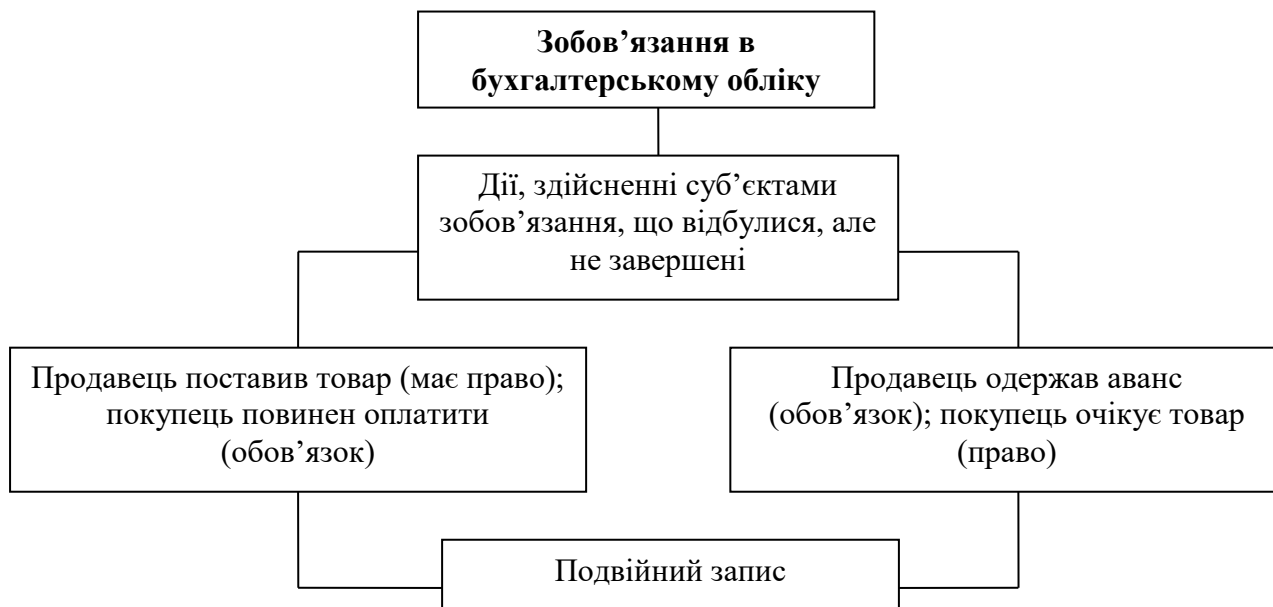 Зобов’язання в
бухгалтерському обліку
Дії, здійсненні суб’єктами
зобов’язання, що відбулися, але
не завершені
Продавець поставив товар (має право);
покупець повинен оплатити
(обов’язок)
Продавець одержав аванс
(обов’язок); покупець очікує товар
(право)
Подвійний запис